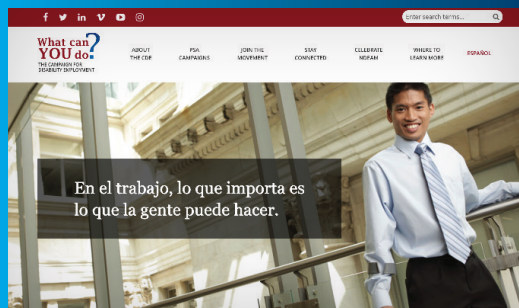 Enter search terms...
What can
YOU do?
THE CAMPAIGN FOR
DISABILITY EMPLOYMENT
ABOUT
THE CDE
PSA
CAMPAIGNS
JOIN THE
MOVEMENT
STAY
CONNECTED
CELEBRATE
NDEAM
WHERE TO
LEARN MORE
ESPAÑOL
En el trabajo, lo que importa es
lo que la gente puede hacer.